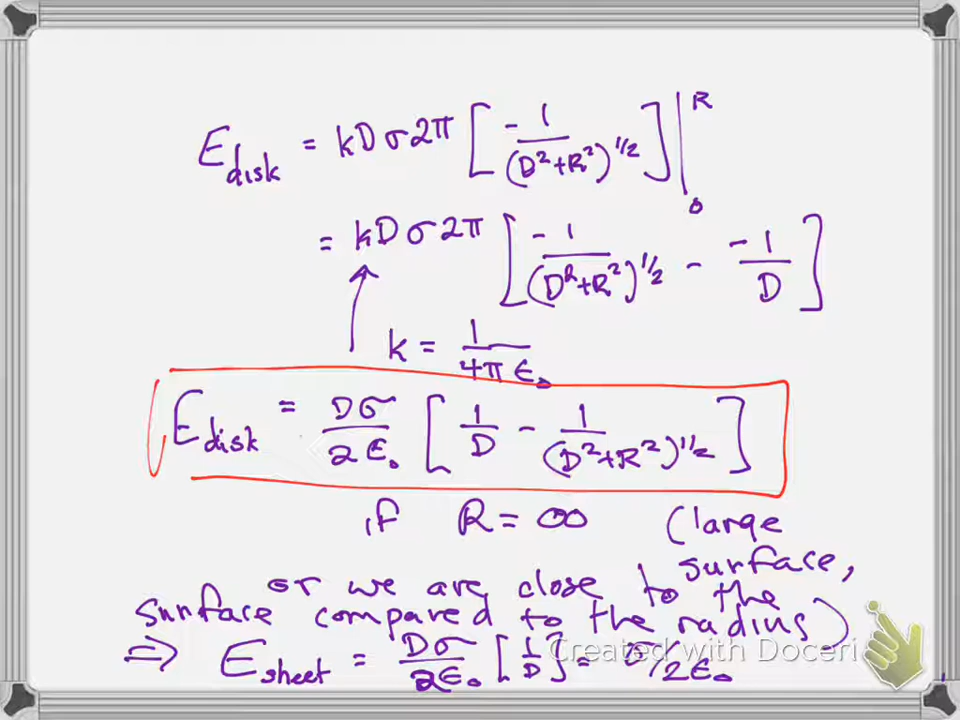 E_disk = kDσ2π [ -1/(D²+R²)^1/2 ] |_0^R
= kDσ2π [ -1/(D²+R²)^1/2 - -1/D ]
k = 1/4πε₀
E_disk = Dσ/2ε₀ [ 1/D - 1/(D²+R²)^1/2 ]
if R = ∞ (large
surface,
or we are close to the
surface compared to the radius)
⇒ E_sheet = Dσ/2ε₀ [1/D] = σ/2ε₀
Created with Doceri